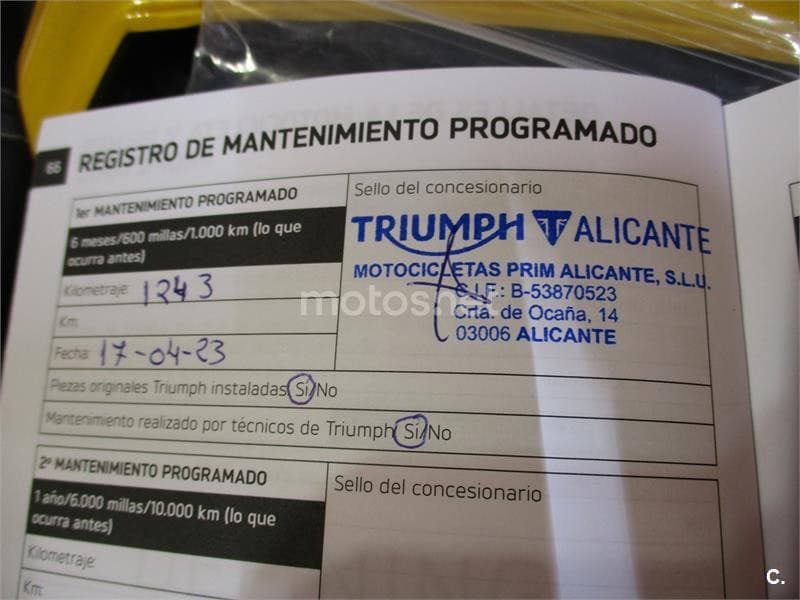 66 REGISTRO DE MANTENIMIENTO PROGRAMADO
1er MANTENIMIENTO PROGRAMADO
6 meses/600 millas/1.000 km (lo que
ocurra antes)
Kilometraje: 1243
Km:
Fecha: 17-04-23
Sello del concesionario
TRIUMPH ALICANTE
MOTOCICLETAS PRIM ALICANTE, S.L.U.
C.I.F.: B-53870523
Crta. de Ocaña, 14
03006 ALICANTE
motos.net
Piezas originales Triumph instaladas Sí/No
Mantenimiento realizado por técnicos de Triumph Sí/No
2º MANTENIMIENTO PROGRAMADO
1 año/6.000 millas/10.000 km (lo que
ocurra antes)
Kilometraje:
Km:
Sello del concesionario
C.